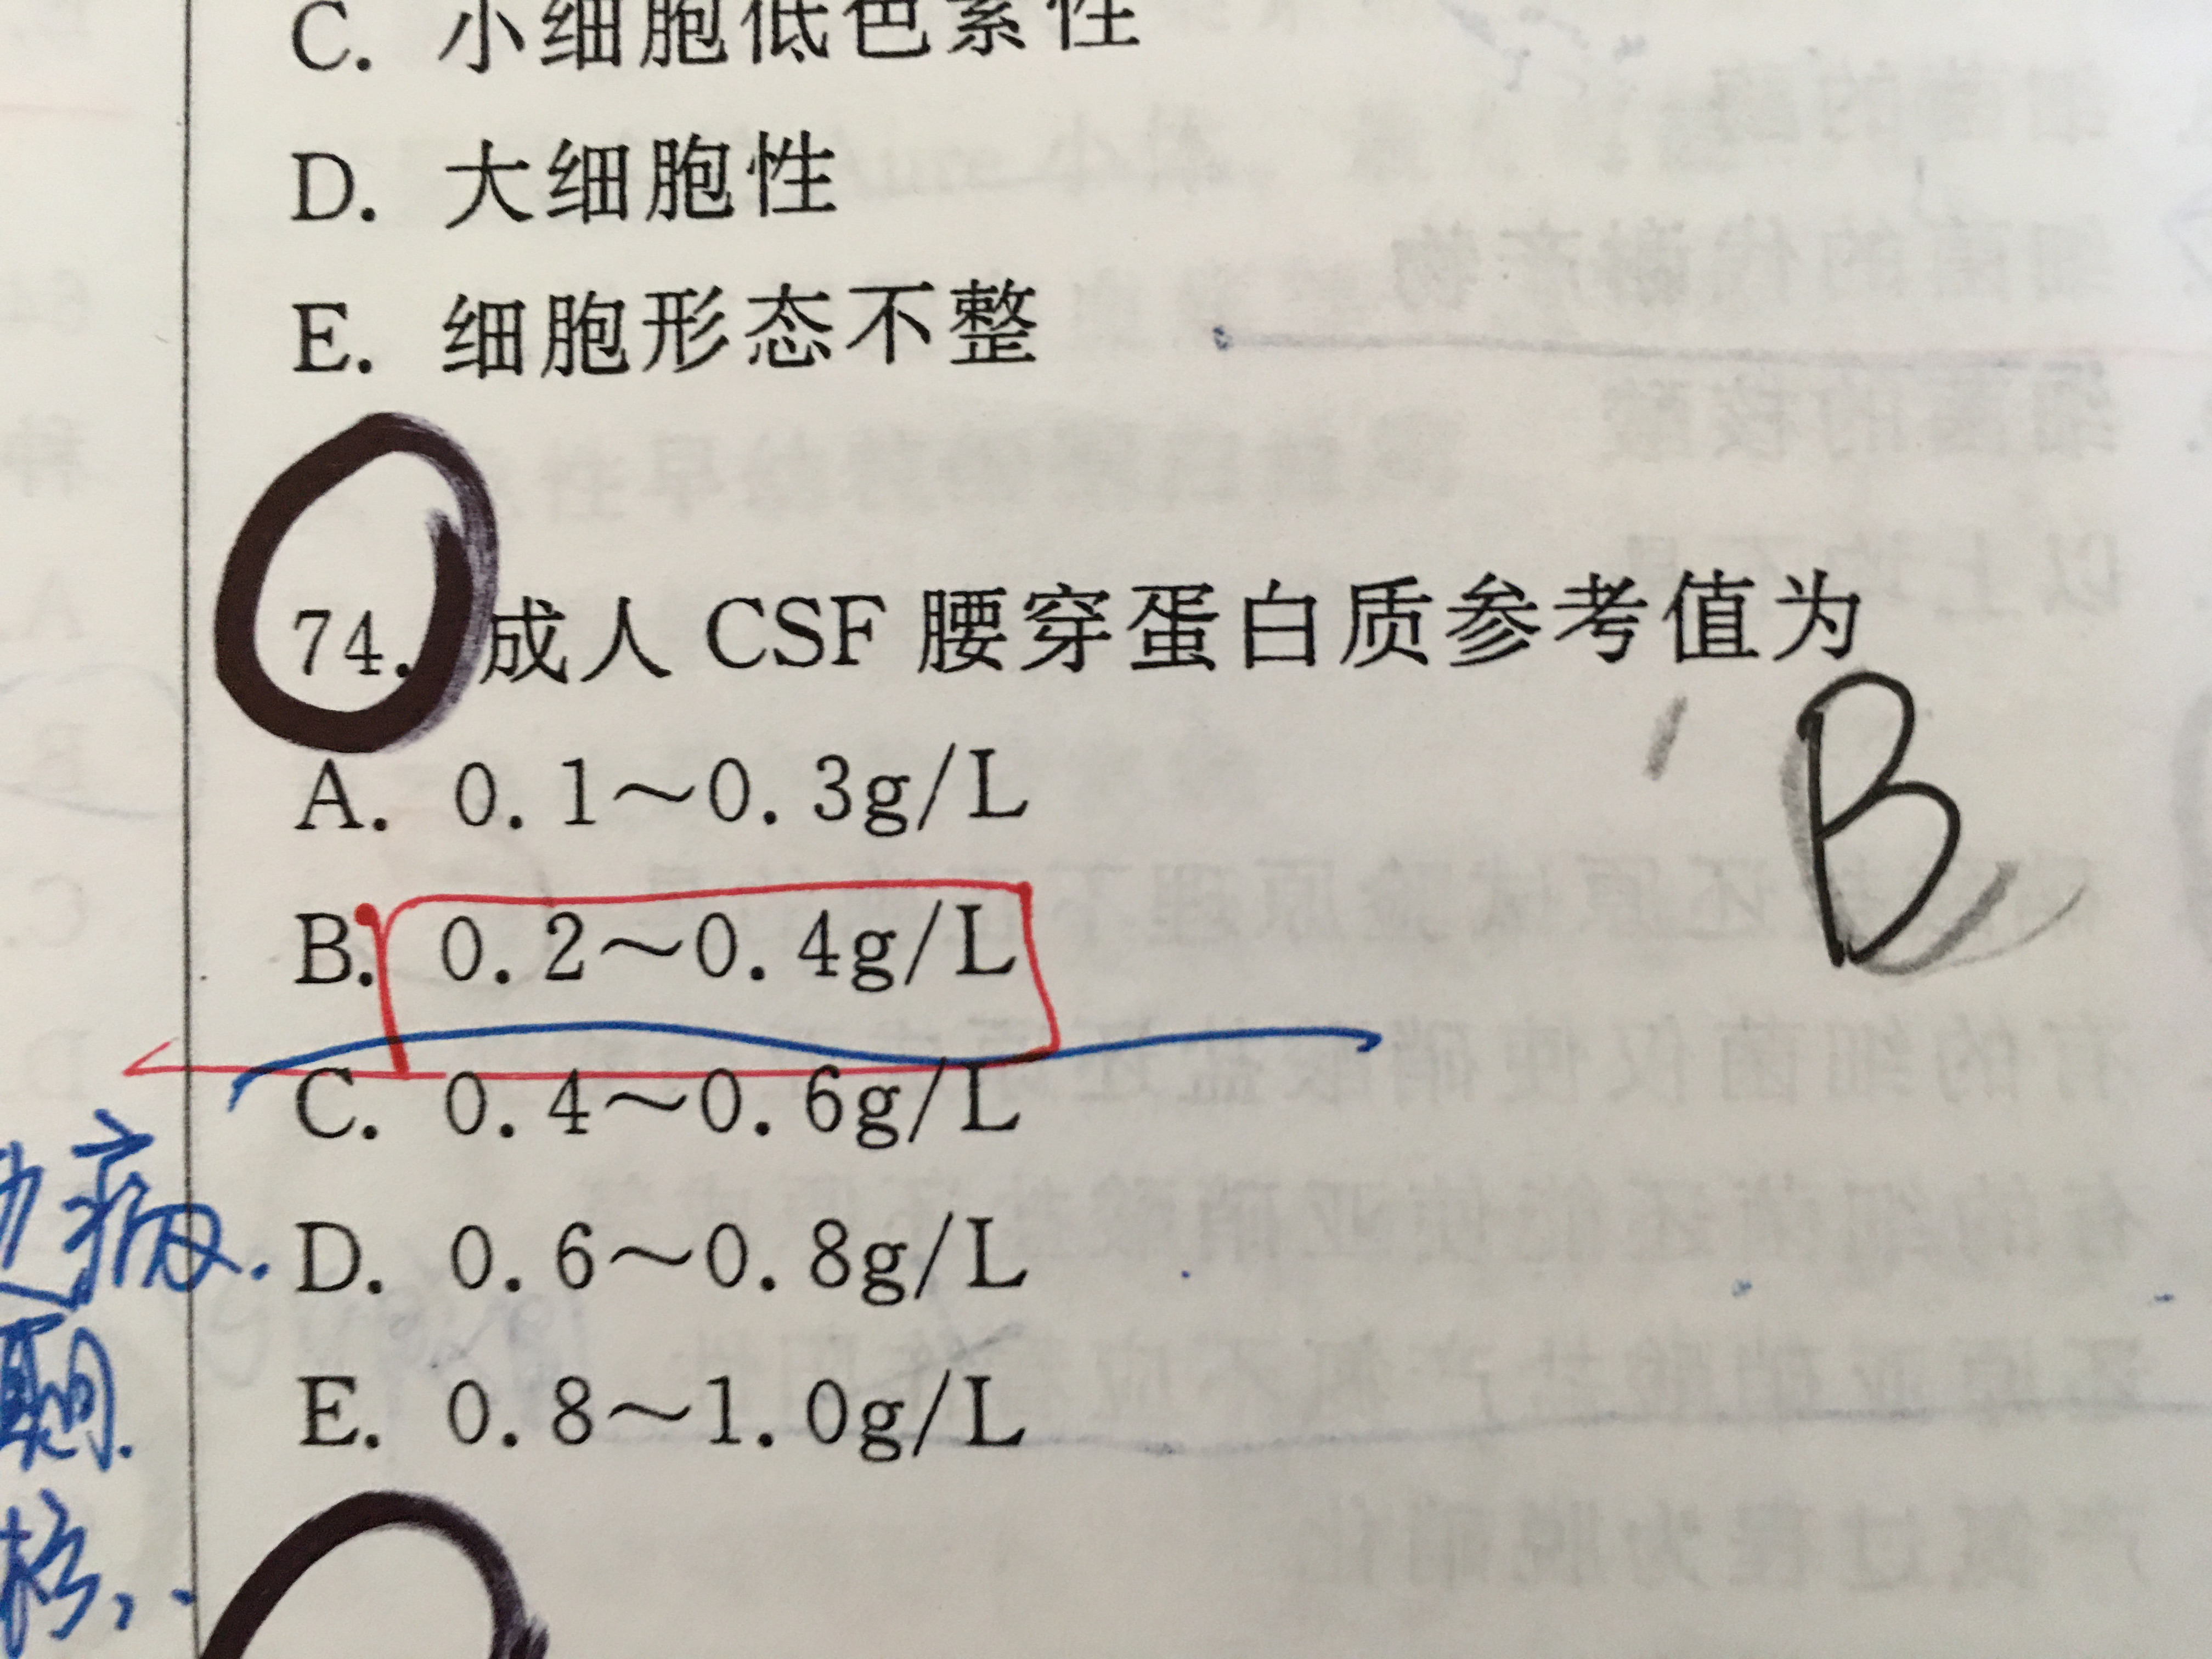 C. 小细胞低色素性
D. 大细胞性
E. 细胞形态不整
74. 成人 CSF 腰穿蛋白质参考值为
A. 0.1～0.3g/L
B. 0.2～0.4g/L
C. 0.4～0.6g/L
D. 0.6～0.8g/L
E. 0.8～1.0g/L
B